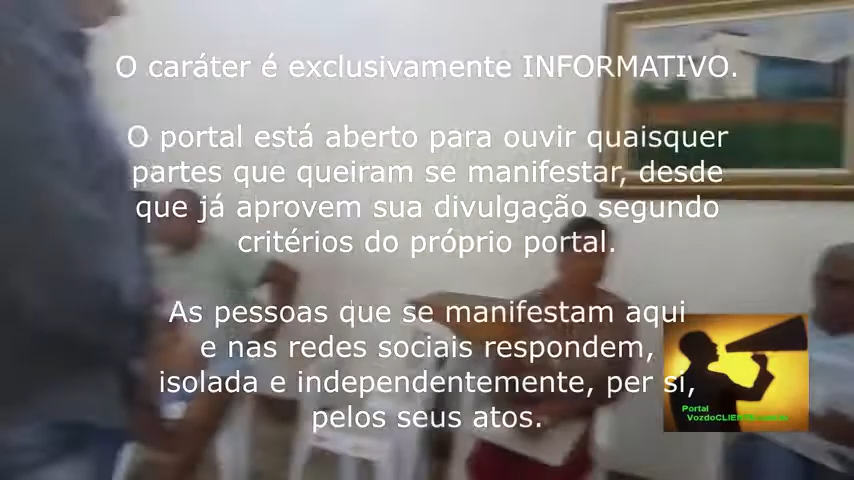 O caráter é exclusivamente INFORMATIVO.
O portal está aberto para ouvir quaisquer
partes que queiram se manifestar, desde
que já aprovem sua divulgação segundo
critérios do próprio portal.
As pessoas que se manifestam aqui
e nas redes sociais respondem,
isolada e independentemente, per si,
pelos seus atos.
Portal